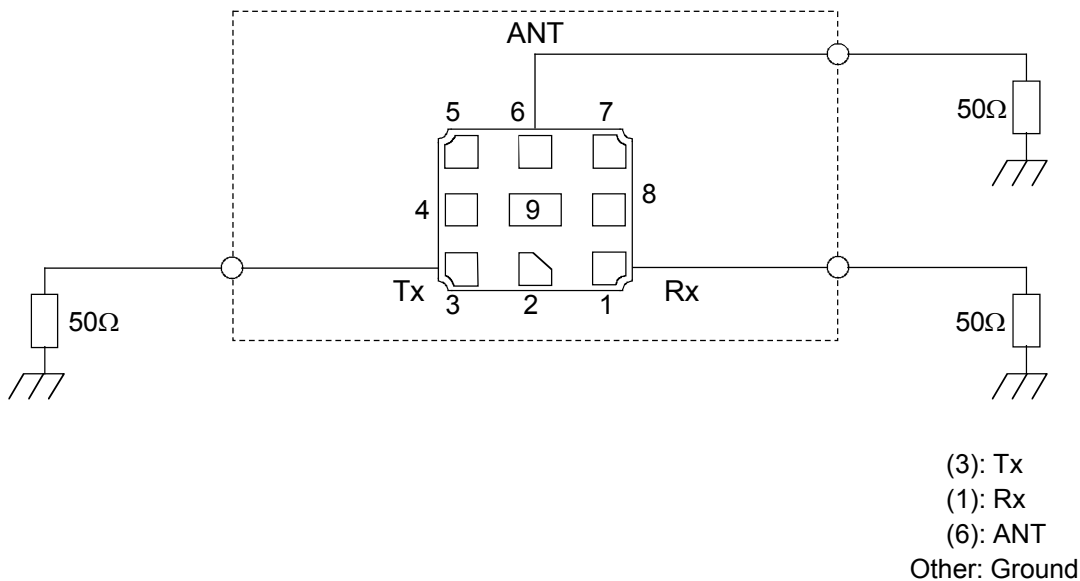 ANT
5 6 7
50Ω
4 9 8
Tx Rx
3 2 1
50Ω 50Ω
(3): Tx
(1): Rx
(6): ANT
Other: Ground